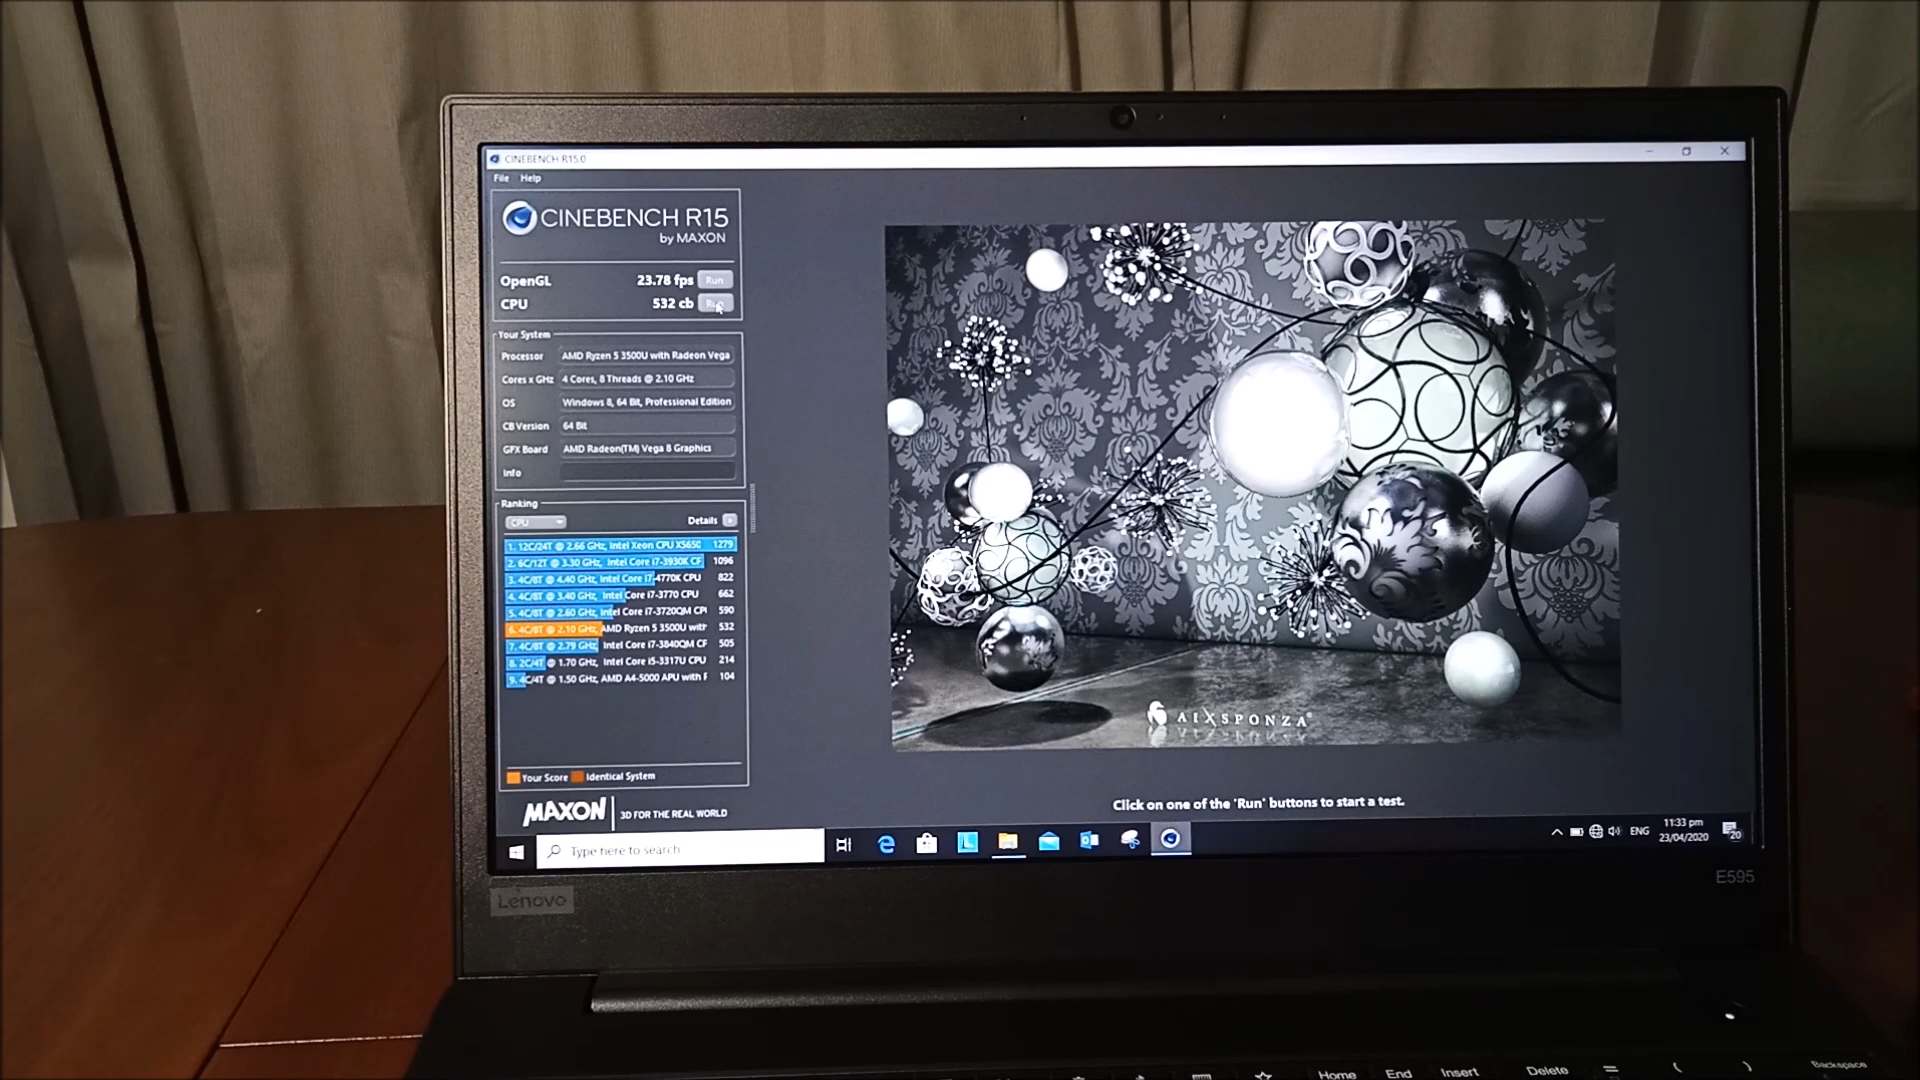 CINEBENCH R15.0
File Help
CINEBENCH R15
by MAXON
OpenGL 23.78 fps Run
CPU 532 cb Run
Your System
Processor AMD Ryzen 5 3500U with Radeon Vega
Cores x GHz 4 Cores, 8 Threads @ 2.10 GHz
OS Windows 8, 64 Bit, Professional Edition
CB Version 64 Bit
GFX Board AMD Radeon(TM) Vega 8 Graphics
Info
Ranking
CPU Details
1. 12C/24T @ 2.66 GHz, Intel Xeon CPU X5650 1279
2. 6C/12T @ 3.30 GHz, Intel Core i7-3930K CP 1096
3. 4C/8T @ 4.40 GHz, Intel Core i7-4770K CPU 822
4. 4C/8T @ 3.40 GHz, Intel Core i7-3770 CPU 662
5. 4C/8T @ 2.60 GHz, Intel Core i7-3720QM CPU 590
6. 4C/8T @ 2.10 GHz, AMD Ryzen 5 3500U with 532
7. 4C/8T @ 2.79 GHz, Intel Core i7-3840QM CP 505
8. 2C/4T @ 1.70 GHz, Intel Core i5-3317U CPU 214
9. 4C/4T @ 1.50 GHz, AMD A4-5000 APU with R 104
Your Score Identical System
MAXON 3D FOR THE REAL WORLD
AIXSPONZA
Click on one of the 'Run' buttons to start a test.
Type here to search
ENG
11:33 pm
23/04/2020
20
E595
Lenovo
Home End Insert Delete = ( ) Backspace